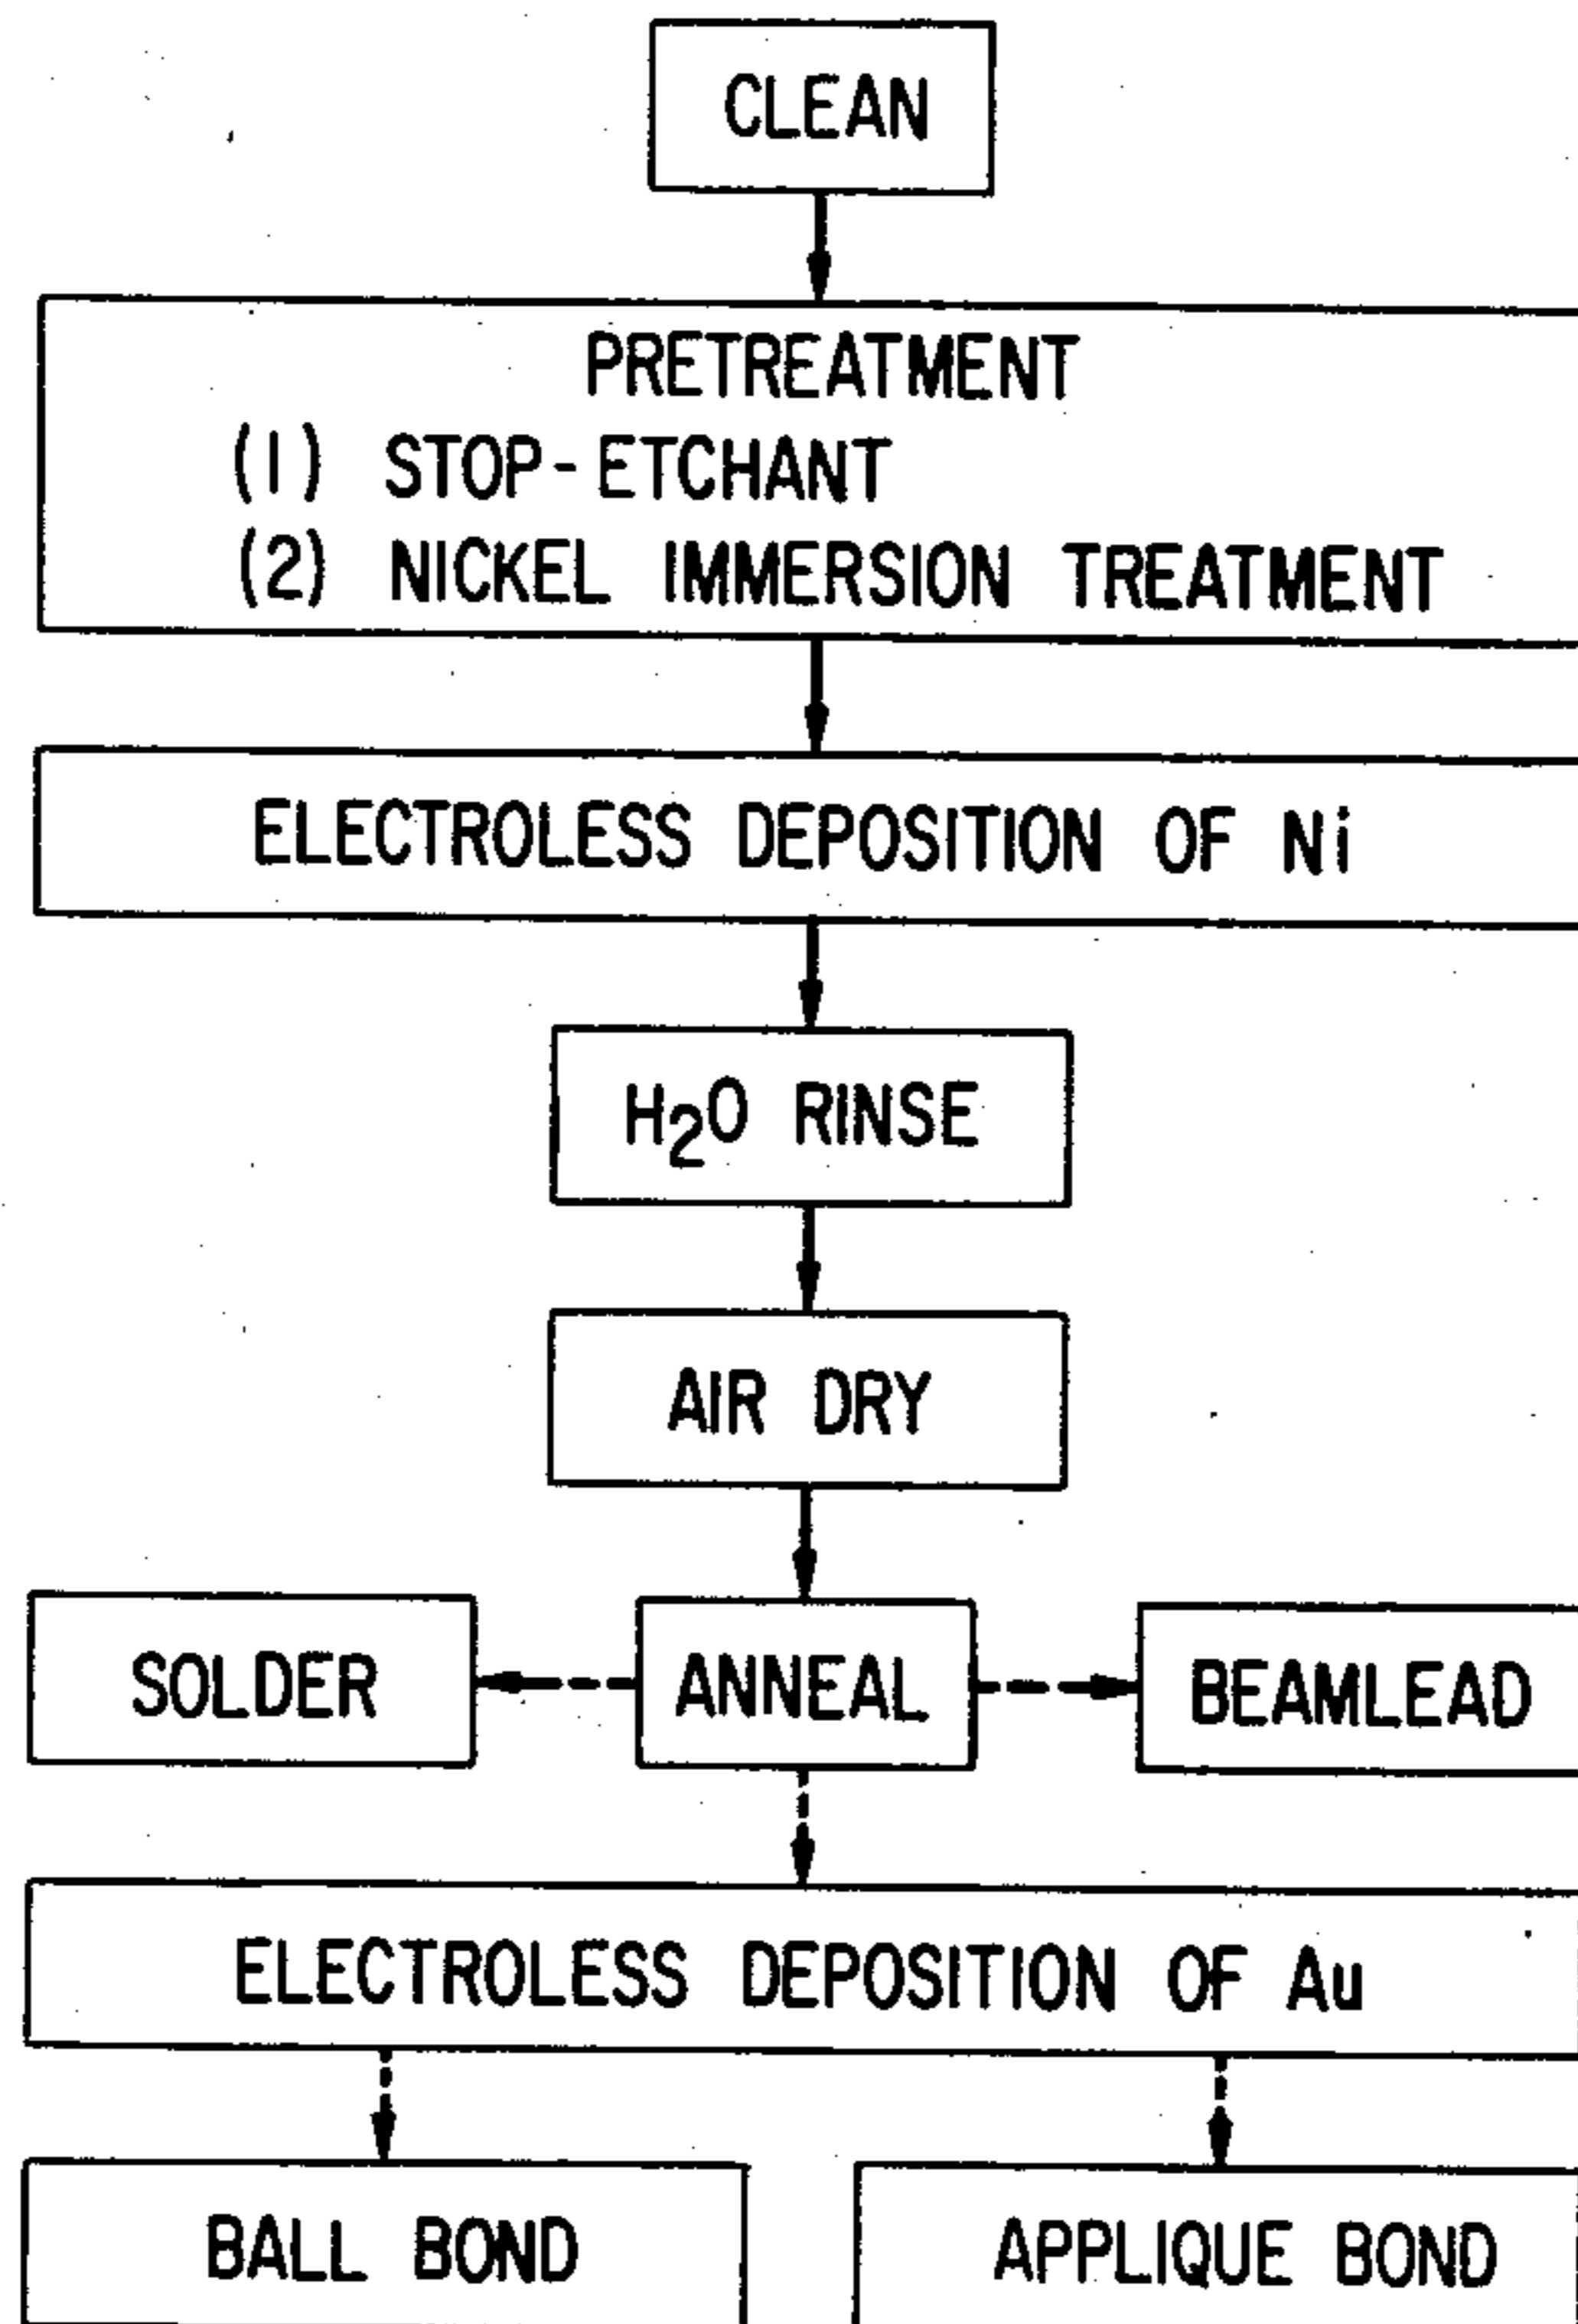 CLEAN
PRETREATMENT
(1) STOP-ETCHANT
(2) NICKEL IMMERSION TREATMENT
ELECTROLESS DEPOSITION OF Ni
H₂O RINSE
AIR DRY
SOLDER
ANNEAL
BEAMLEAD
ELECTROLESS DEPOSITION OF Au
BALL BOND
APPLIQUE BOND